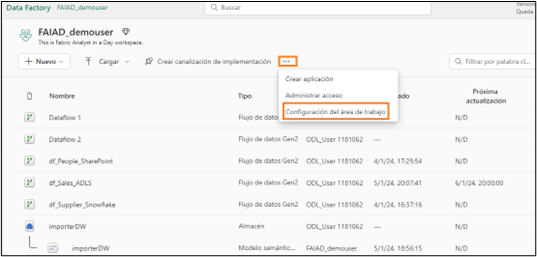 Data Factory FAIAD_demouser Buscar Versión
Queda
FAIAD_demouser
This is Fabric Analyst in a Day workspace.
+ Nuevo Cargar Crear canalización de implementación ... Filtrar por palabra cl
Crear aplicación
Administrar acceso
Configuración del área de trabajo
Nombre Tipo ado Próxima actualización
Dataflow 1 Flujo de datos N/D
Dataflow 2 Flujo de datos Gen2 ODL_User 1181062 — N/D
df_People_SharePoint Flujo de datos Gen2 ODL_User 1181062 4/1/24, 17:25:54 N/D
df_Sales_ADLS Flujo de datos Gen2 ODL_User 1181062 5/1/24, 20:07:41 6/1/24, 20:00:00
df_Supplier_Snowflake Flujo de datos Gen2 ODL_User 1181062 4/1/24, 16:37:16 N/D
importerDW Almacén ODL_User 1181062 — N/D
importerDW Modelo semántic... FAIAD_demouser 5/1/24, 18:56:15 N/D